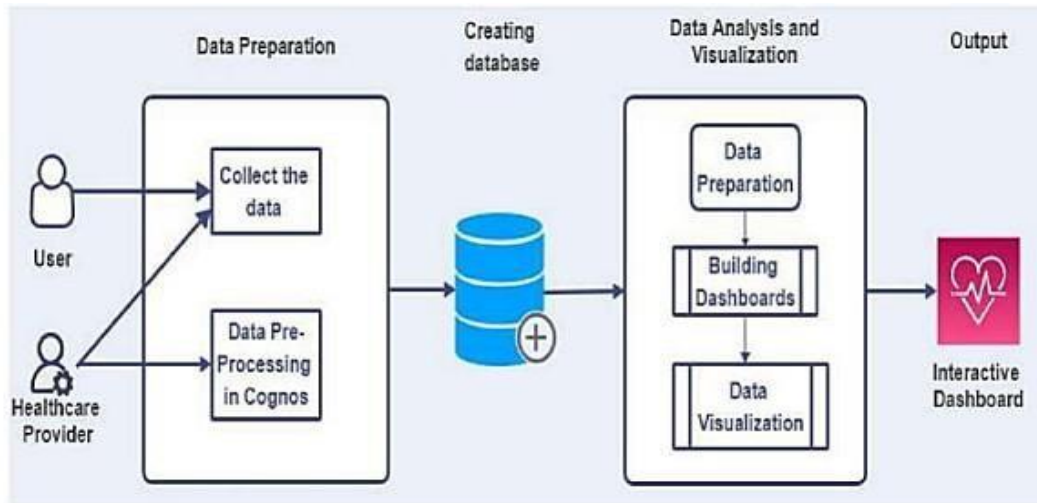 Data Preparation
Creating
database
Data Analysis and
Visualization
Output
User
Healthcare
Provider
Collect the
data
Data Pre-
Processing
in Cognos
Data
Preparation
Building
Dashboards
Data
Visualization
Interactive
Dashboard